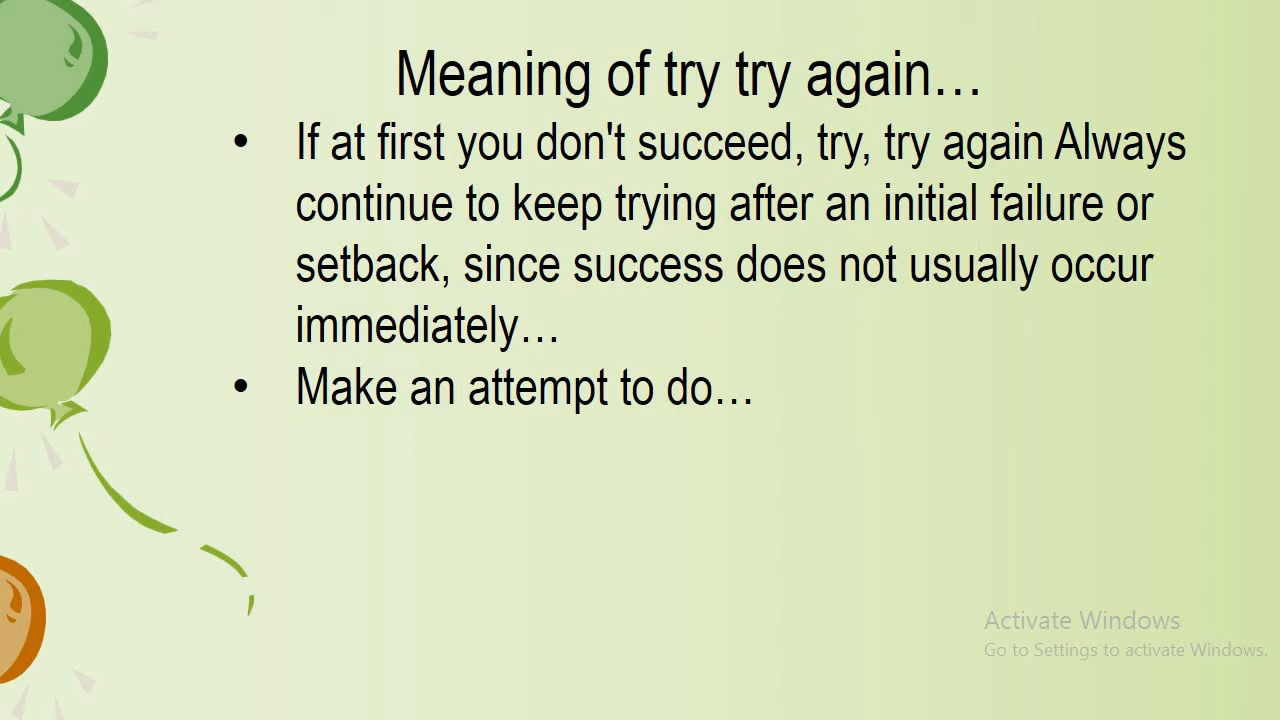 Meaning of try try again…
• If at first you don't succeed, try, try again Always
continue to keep trying after an initial failure or
setback, since success does not usually occur
immediately…
• Make an attempt to do…
Activate Windows
Go to Settings to activate Windows.